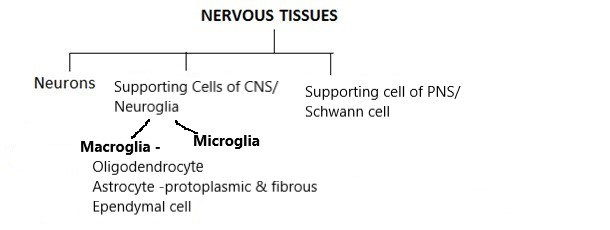 NERVOUS TISSUES
Neurons
Supporting Cells of CNS/
Neuroglia
Supporting cell of PNS/
Schwann cell
Macroglia -
Microglia
Oligodendrocyte
Astrocyte -protoplasmic & fibrous
Ependymal cell